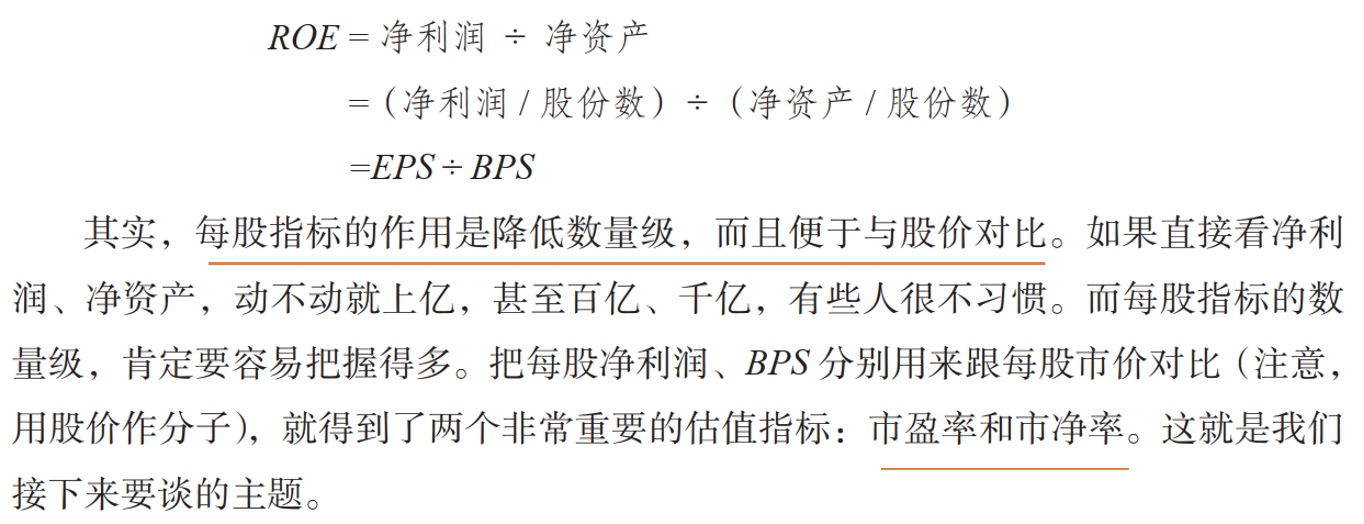 ROE = 净利润 ÷ 净资产
= (净利润 / 股份数) ÷ (净资产 / 股份数)
=EPS ÷ BPS
其实，每股指标的作用是降低数量级，而且便于与股价对比。如果直接看净利
润、净资产，动不动就上亿，甚至百亿、千亿，有些人很不习惯。而每股指标的数
量级，肯定要容易把握得多。把每股净利润、BPS 分别用来跟每股市价对比（注意，
用股价作分子），就得到了两个非常重要的估值指标：市盈率和市净率。这就是我们
接下来要谈的主题。